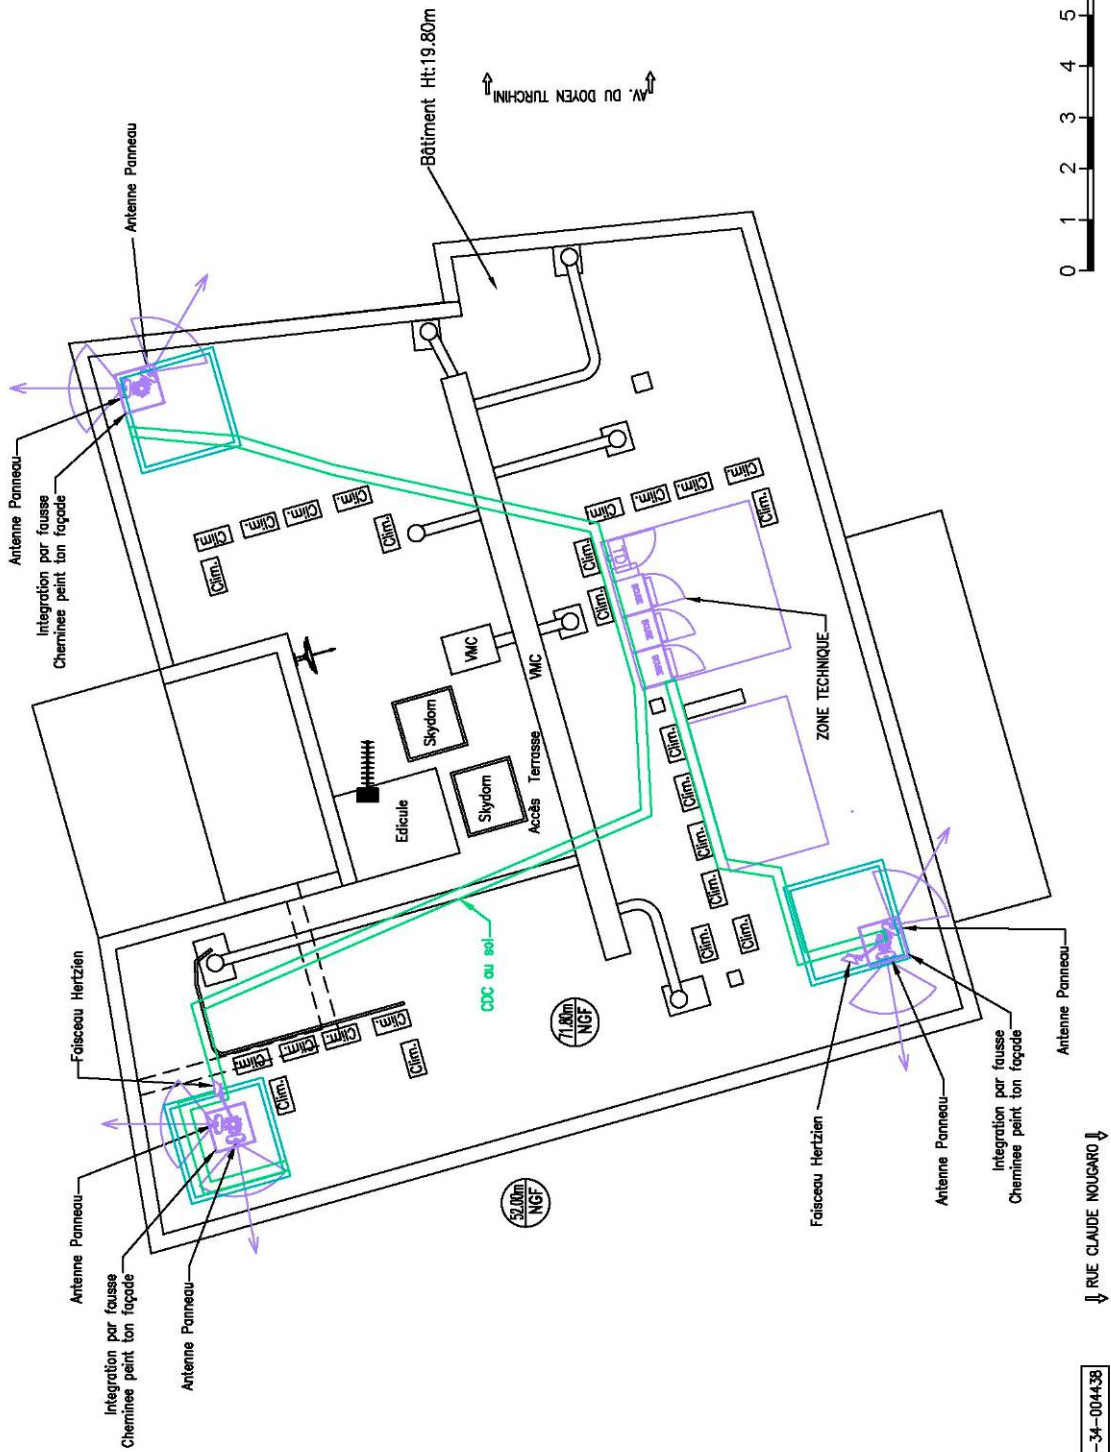 Antenne Panneau
Integration par fausse
Cheminee peint ton façade
Antenne Panneau
Antenne Panneau
Integration par fausse
Cheminee peint ton façade
Antenne Panneau
Faisceau Hertzien
Clim.
Clim.
Clim.
Clim.
Clim.
Clim.
Clim.
Clim.
Clim.
Clim.
Clim.
Clim.
Edicule
Skydom
Skydom
VMC
VMC
Accès Terrasse
CDC au sol
Bâtiment Ht:19.80m
52.00m
NGF
71.80m
NGF
AV. DU DOYEN TURCHINI
Clim.
Clim.
Clim.
Clim.
Clim.
Clim.
Clim.
Clim.
Clim.
Clim.
Clim.
Clim.
Clim.
ZONE TECHNIQUE
Faisceau Hertzien
Antenne Panneau
Integration par fausse
Cheminee peint ton façade
Antenne Panneau
0 1 2 3 4 5
RUE CLAUDE NOUGARO
-34-004438